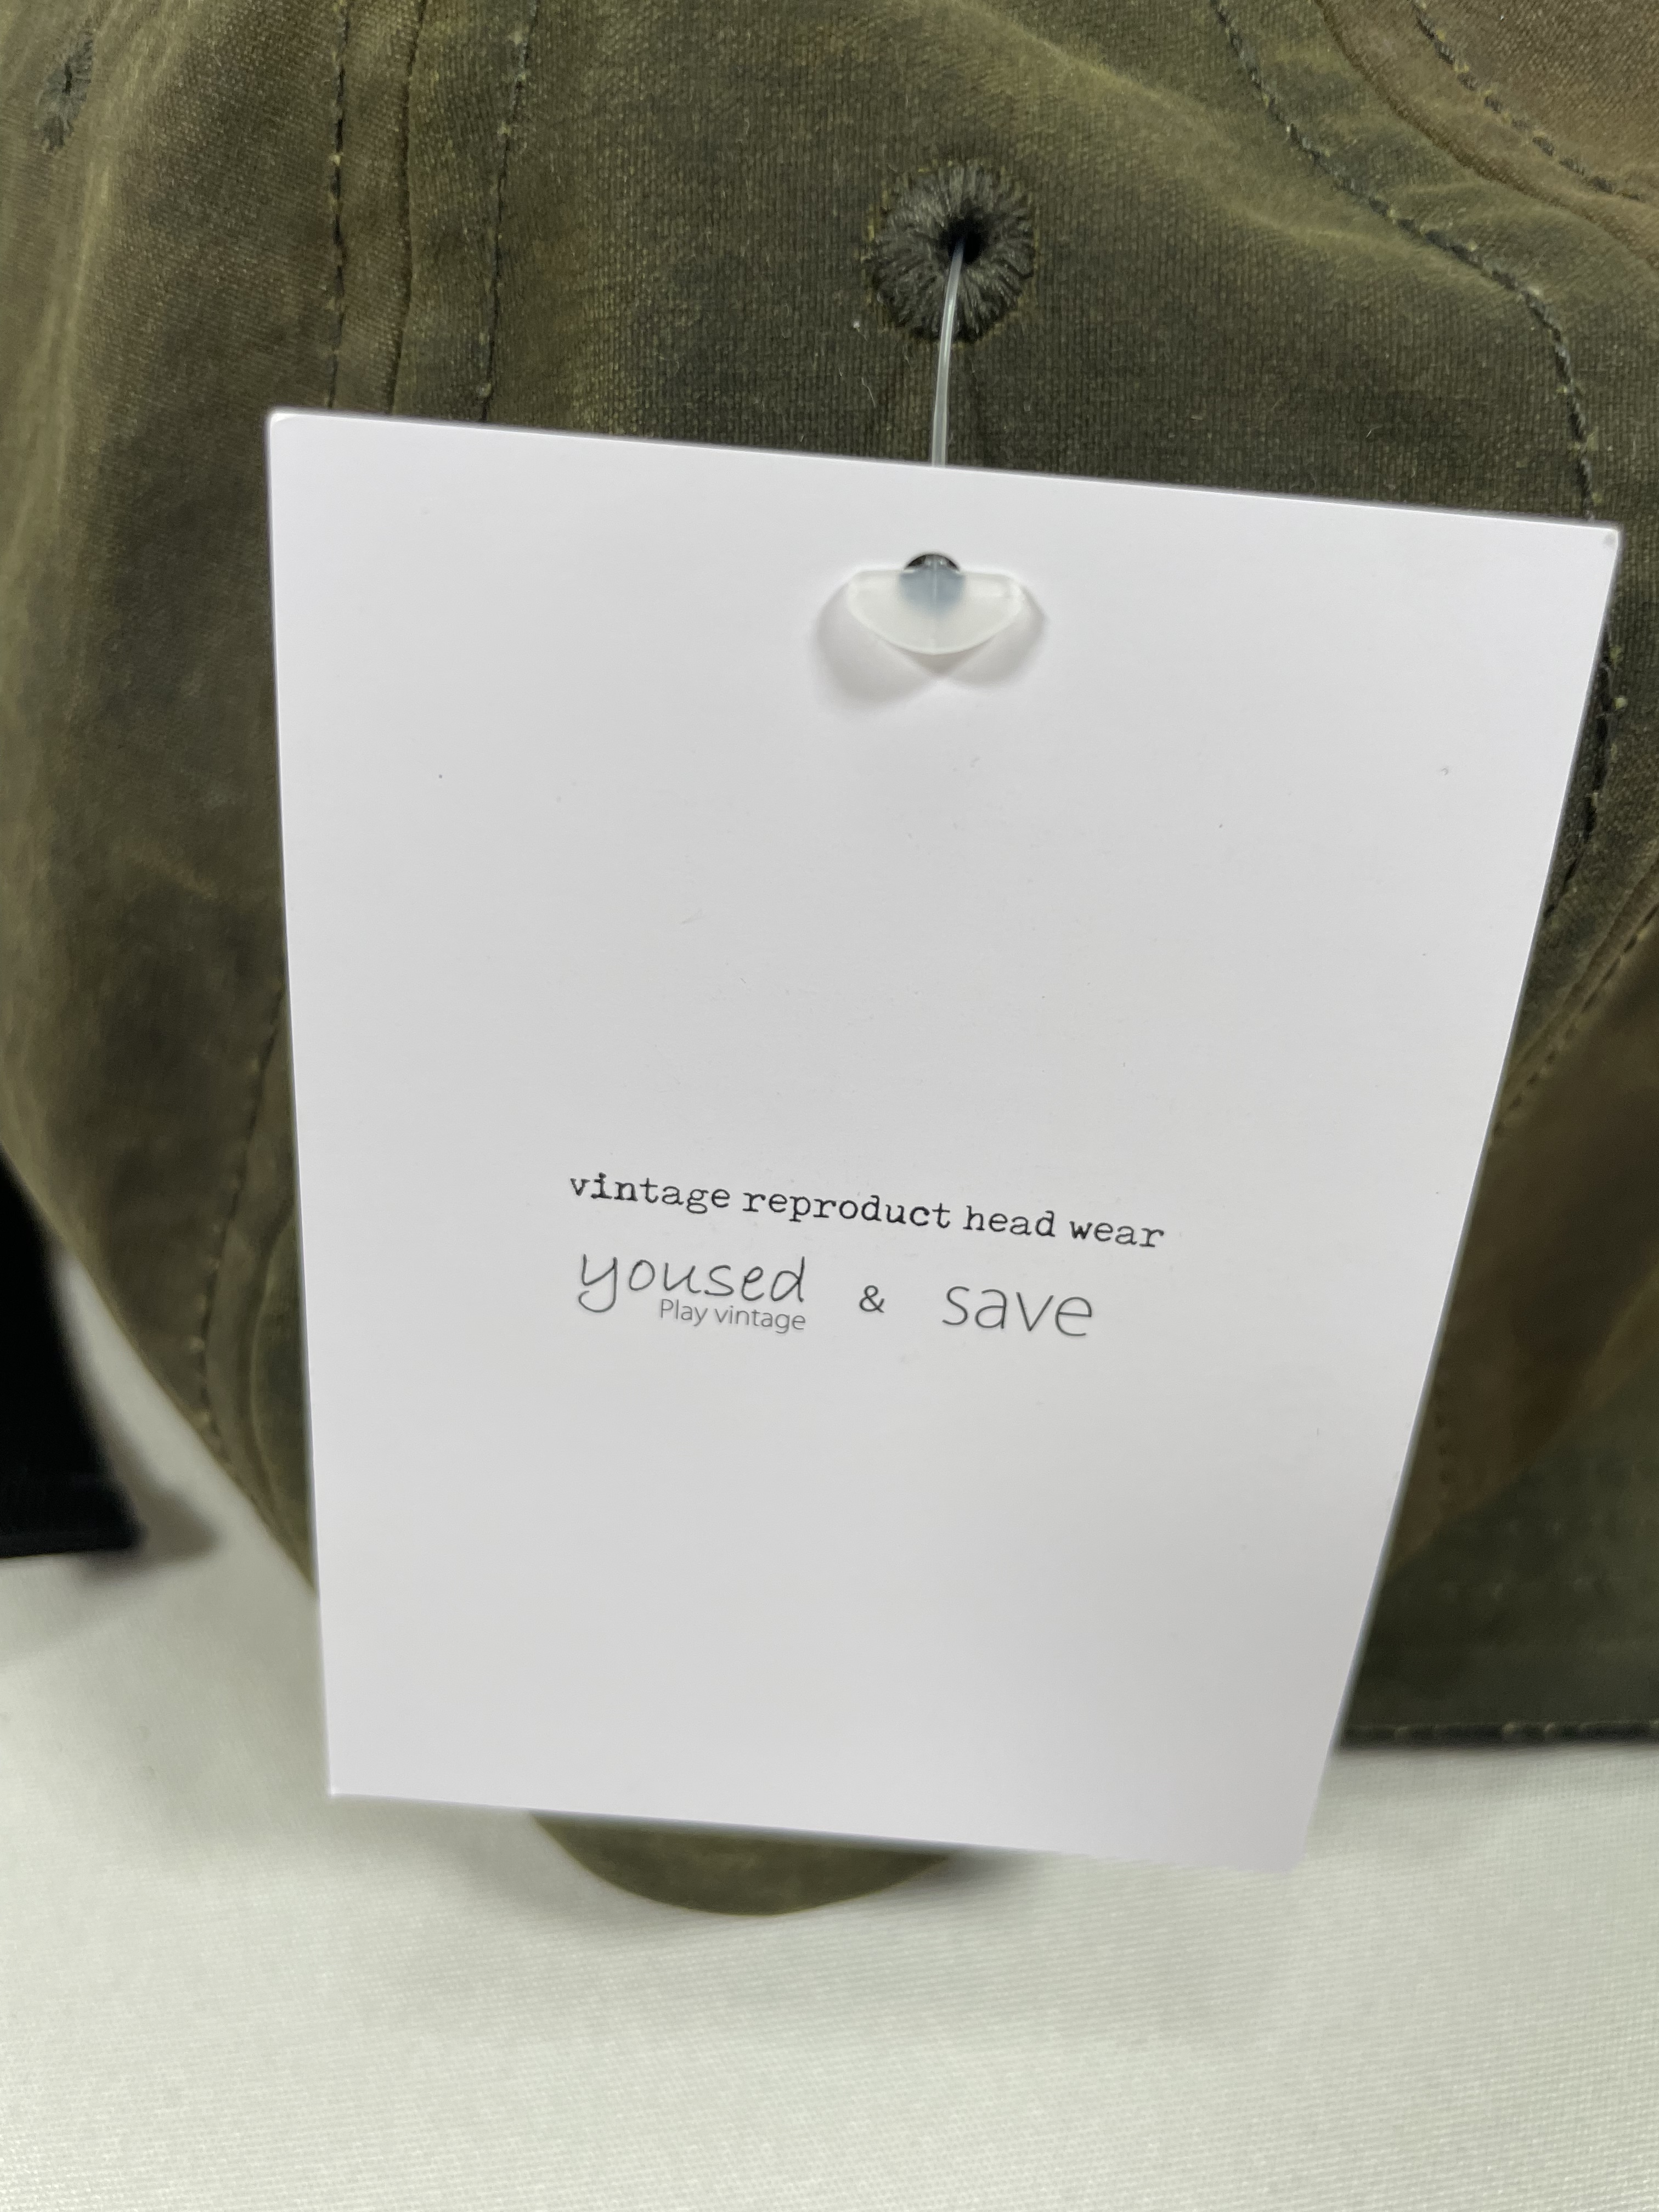 vintage reproduct head wear
yoused & save
Play vintage